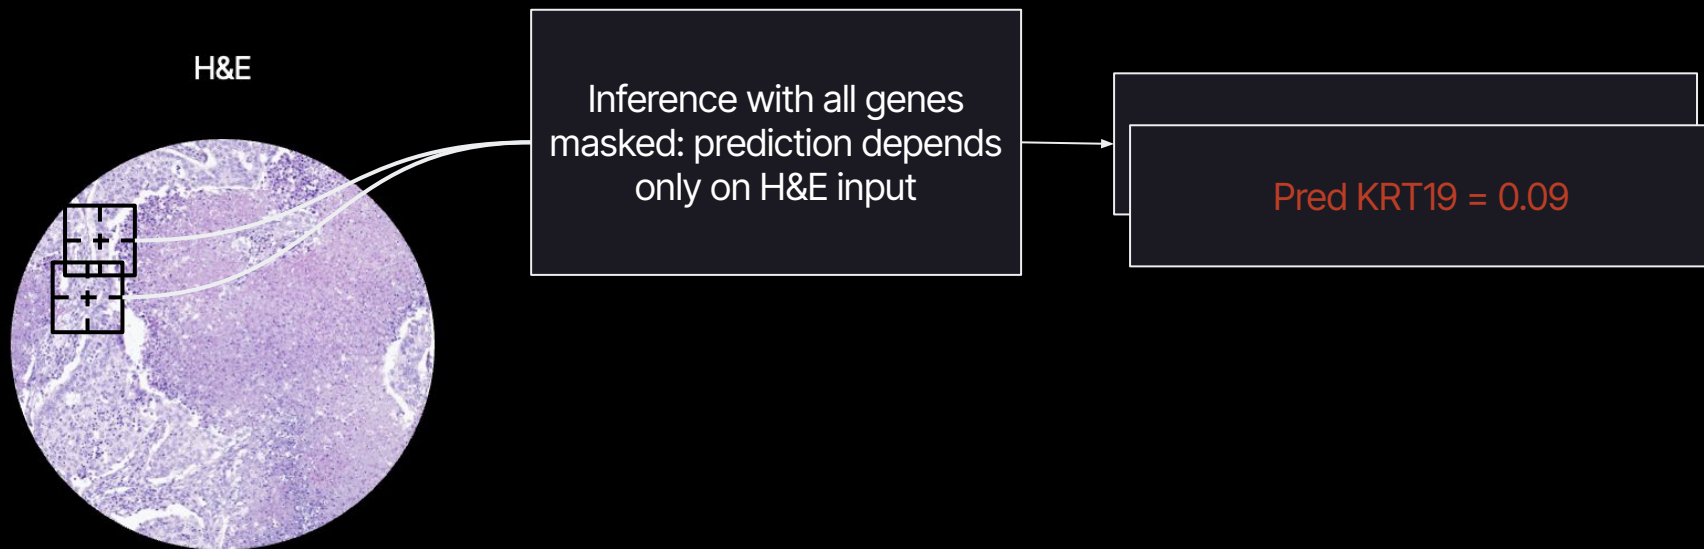 H&E
Inference with all genes
masked: prediction depends
only on H&E input
Pred KRT19 = 0.09